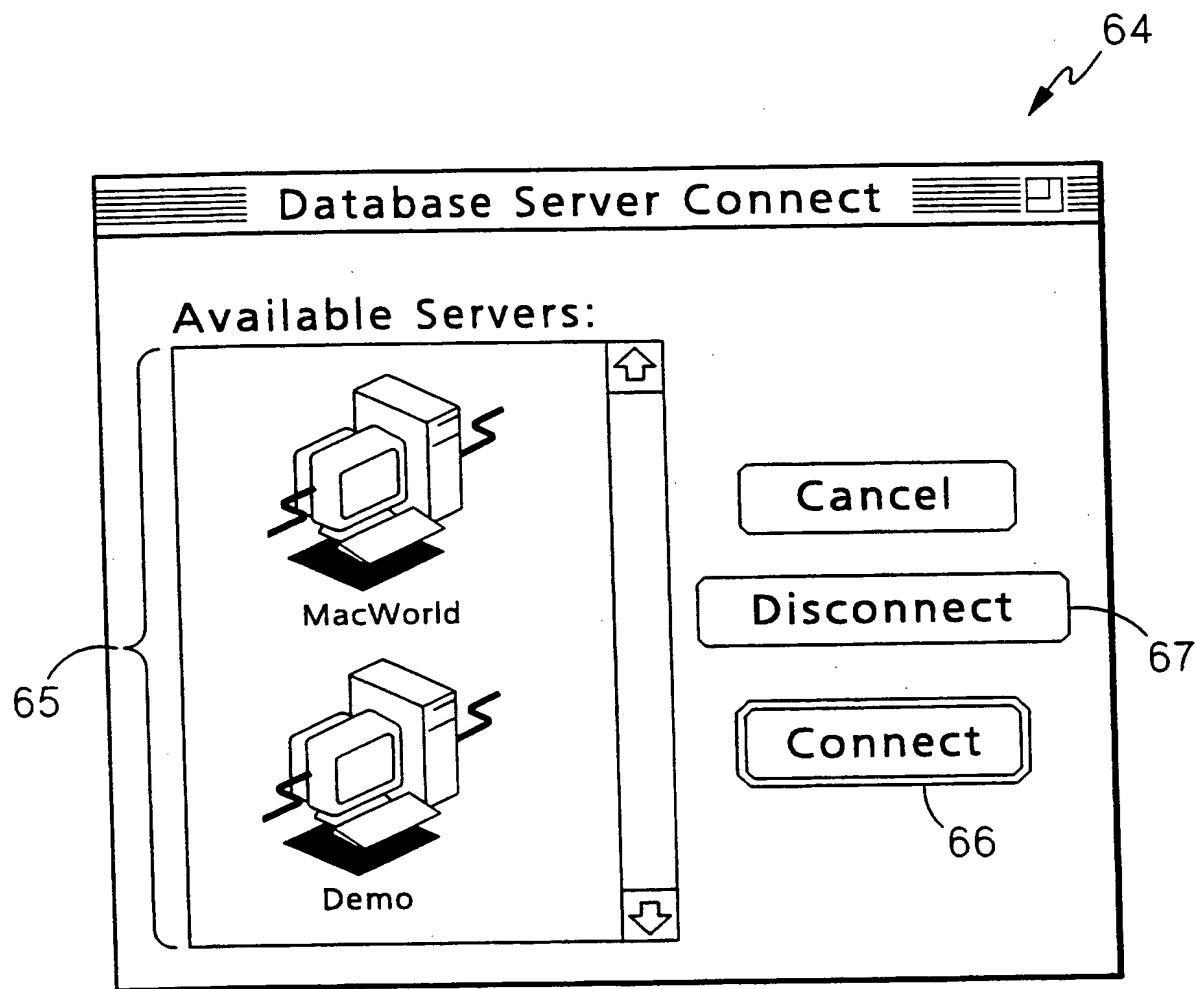 64
Database Server Connect
Available Servers:
MacWorld
Demo
Cancel
Disconnect
Connect
65
67
66